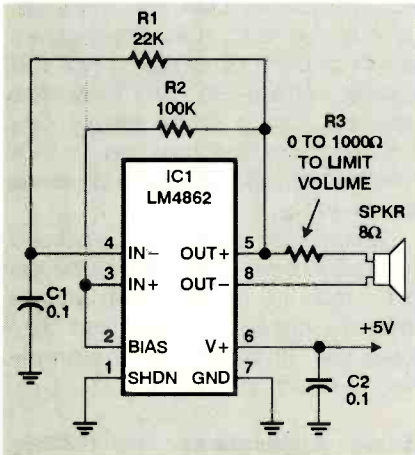 R1
22K
R2
100K
R3
0 TO 1000Ω
TO LIMIT
VOLUME
IC1
LM4862
SPKR
8Ω
4 IN- OUT+ 5
3 IN+ OUT- 8
C1
0.1
2 BIAS V+ 6
+5V
1 SHDN GND 7
C2
0.1